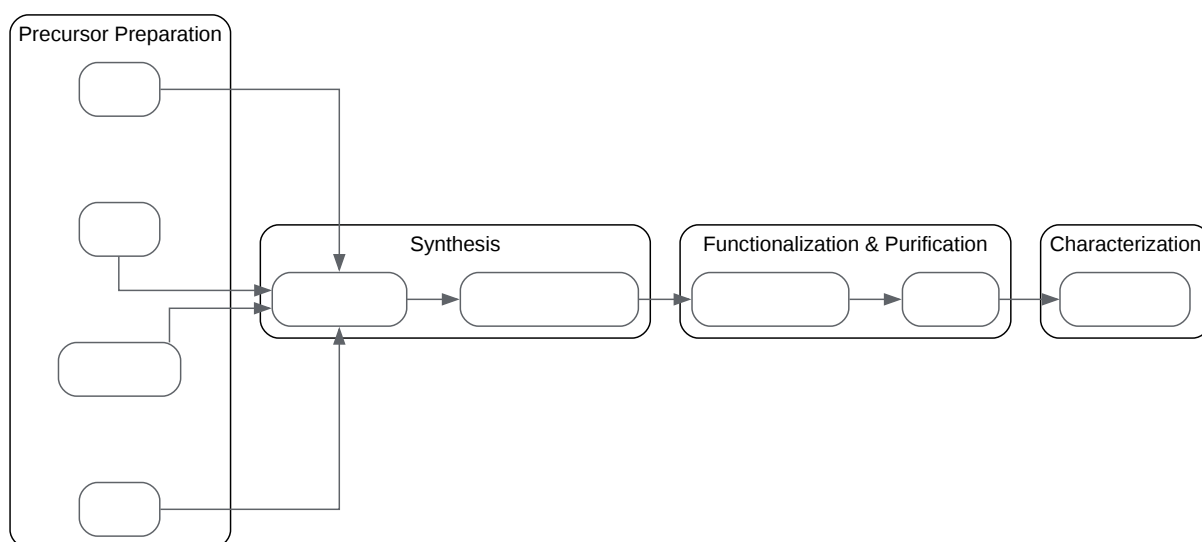 Precursor Preparation
Synthesis
Functionalization & Purification
Characterization